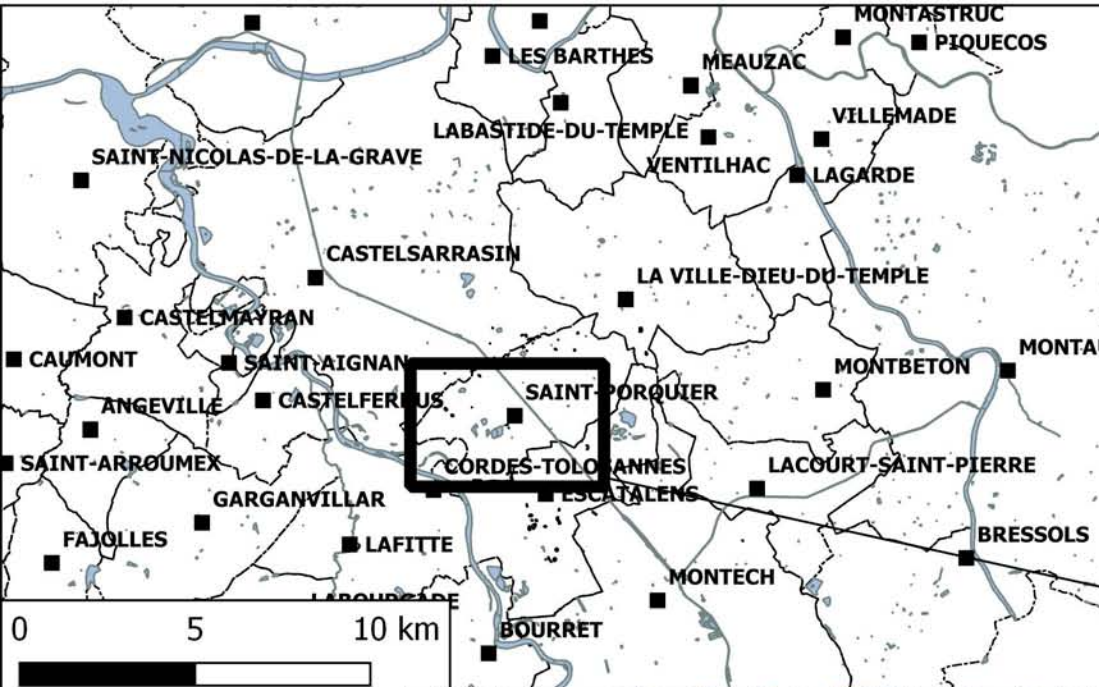 MONTASTRUC
PIQUECOS
LES BARTHES
MEAUZAC
VILLEMADE
LABASTIDE-DU-TEMPLE
SAINT-NICOLAS-DE-LA-GRAVE
VENTILHAC
LAGARDE
CASTELSARRASIN
LA VILLE-DIEU-DU-TEMPLE
CASTELMAYRAN
MONTAU
CAUMONT
SAINT-AIGNAN
MONTBETON
SAINT-PORQUIER
ANGEVILLE
CASTELFERRUS
SAINT-ARROUMEX
CORDES-TOLOSANNES
LACOURT-SAINT-PIERRE
GARGANVILLAR
ESCATALENS
FAJOLLES
LAFITTE
BRESSOLS
MONTECH
LABOURGADE
BOURRET
0 5 10 km